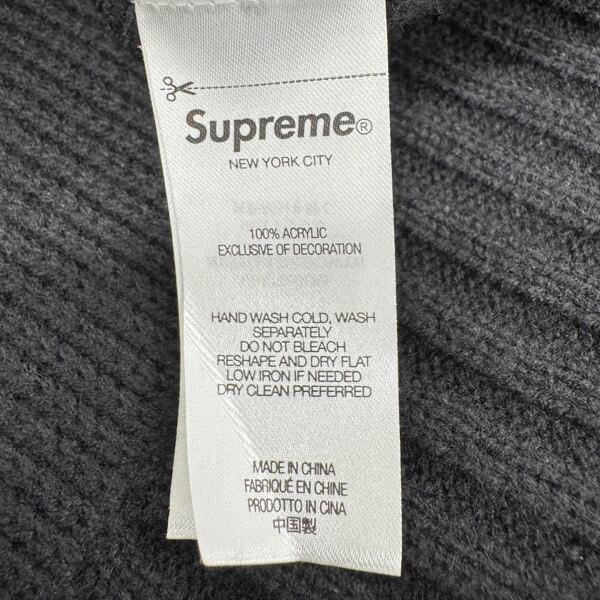 Supreme®
NEW YORK CITY
100% ACRYLIC
EXCLUSIVE OF DECORATION
HAND WASH COLD, WASH
SEPARATELY
DO NOT BLEACH
RESHAPE AND DRY FLAT
LOW IRON IF NEEDED
DRY CLEAN PREFERRED
MADE IN CHINA
FABRIQUÉ EN CHINE
PRODOTTO IN CINA
中国製